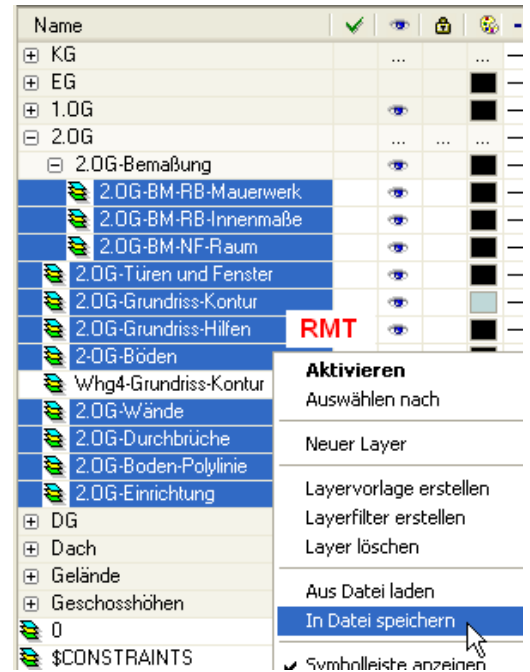 Name
KG ... ...
EG
1.OG
2.OG ... ... ...
2.OG-Bemaßung
2.OG-BM-RB-Mauerwerk
2.OG-BM-RB-Innenmaße
2.OG-BM-NF-Raum
2.OG-Türen und Fenster
2.OG-Grundriss-Kontur
2.OG-Grundriss-Hilfen
RMT
2-OG-Böden
Whg4-Grundriss-Kontur
2.OG-Wände
2.OG-Durchbrüche
2.OG-Boden-Polylinie
2.OG-Einrichtung
DG
Dach
Gelände
Geschosshöhen
0
$CONSTRAINTS
Aktivieren
Auswählen nach
Neuer Layer
Layervorlage erstellen
Layerfilter erstellen
Layer löschen
Aus Datei laden
In Datei speichern
Symbolleiste anzeigen